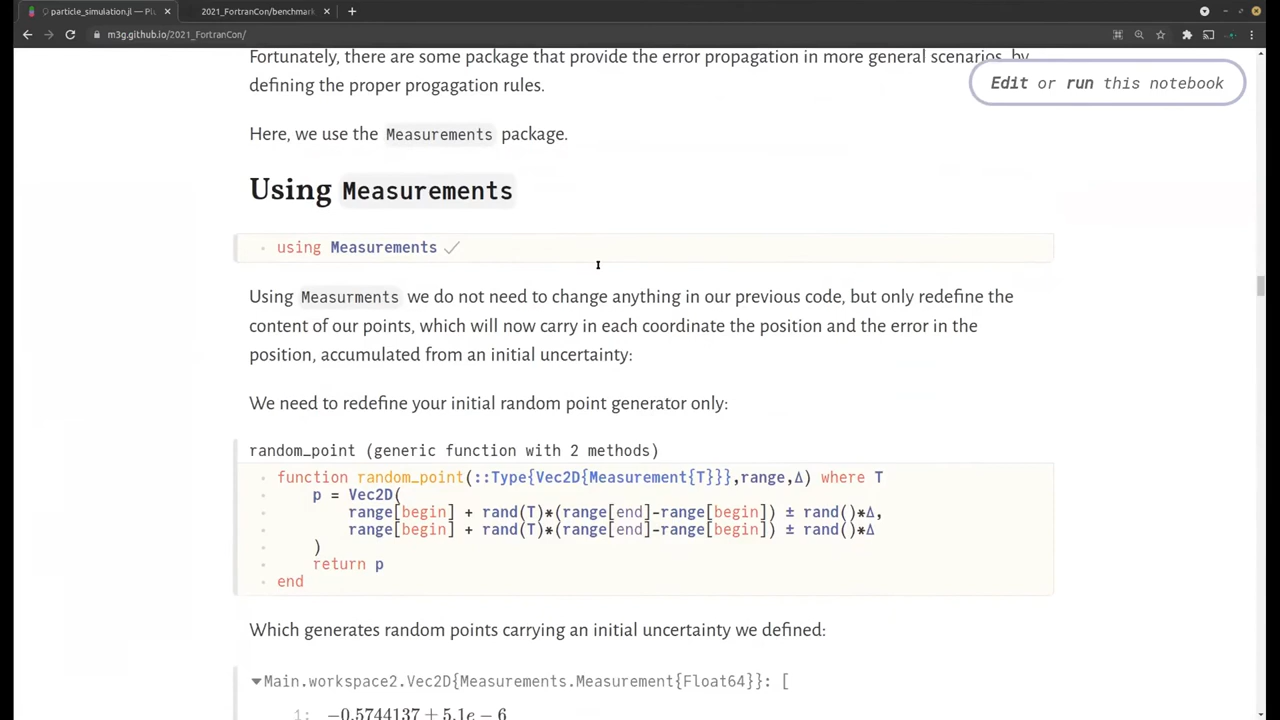 particle_simulation.jl — Pl
2021_FortranCon/benchmark
m3g.github.io/2021_FortranCon/
Fortunately, there are some package that provide the error propagation in more general scenarios, by
defining the proper progagation rules.
Edit or run this notebook
Here, we use the Measurements package.
Using Measurements
using Measurements
Using Measurments we do not need to change anything in our previous code, but only redefine the
content of our points, which will now carry in each coordinate the position and the error in the
position, accumulated from an initial uncertainty:
We need to redefine your initial random point generator only:
random_point (generic function with 2 methods)
function random_point(::Type{Vec2D{Measurement{T}}},range,Δ) where T
p = Vec2D(
range[begin] + rand(T)*(range[end]-range[begin]) ± rand()*Δ,
range[begin] + rand(T)*(range[end]-range[begin]) ± rand()*Δ
)
return p
end
Which generates random points carrying an initial uncertainty we defined:
Main.workspace2.Vec2D{Measurements.Measurement{Float64}}: [
1: −0.5744137 ± 5.1e − 6